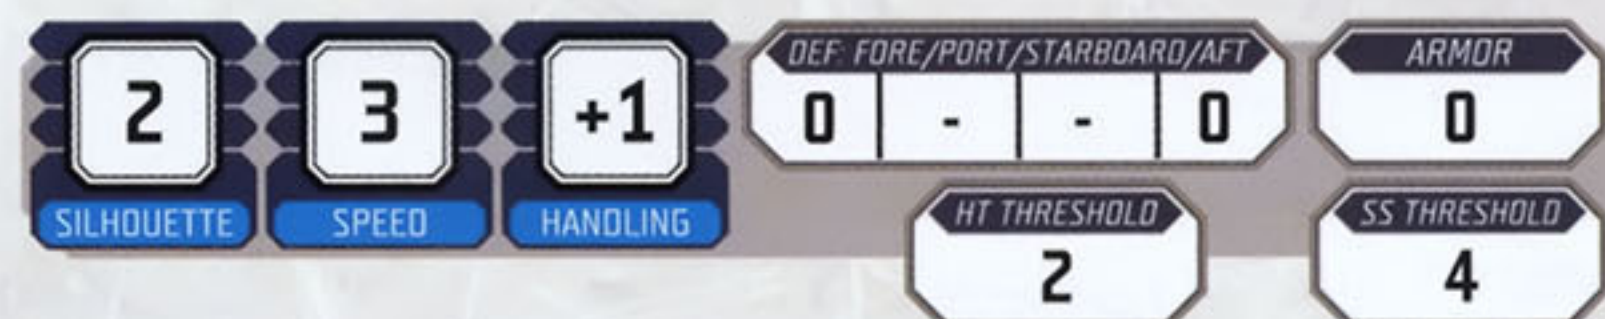 2 3 +1
SILHOUETTE SPEED HANDLING
DEF: FORE/PORT/STARBOARD/AFT
0 - - 0
ARMOR
0
HT THRESHOLD
2
SS THRESHOLD
4